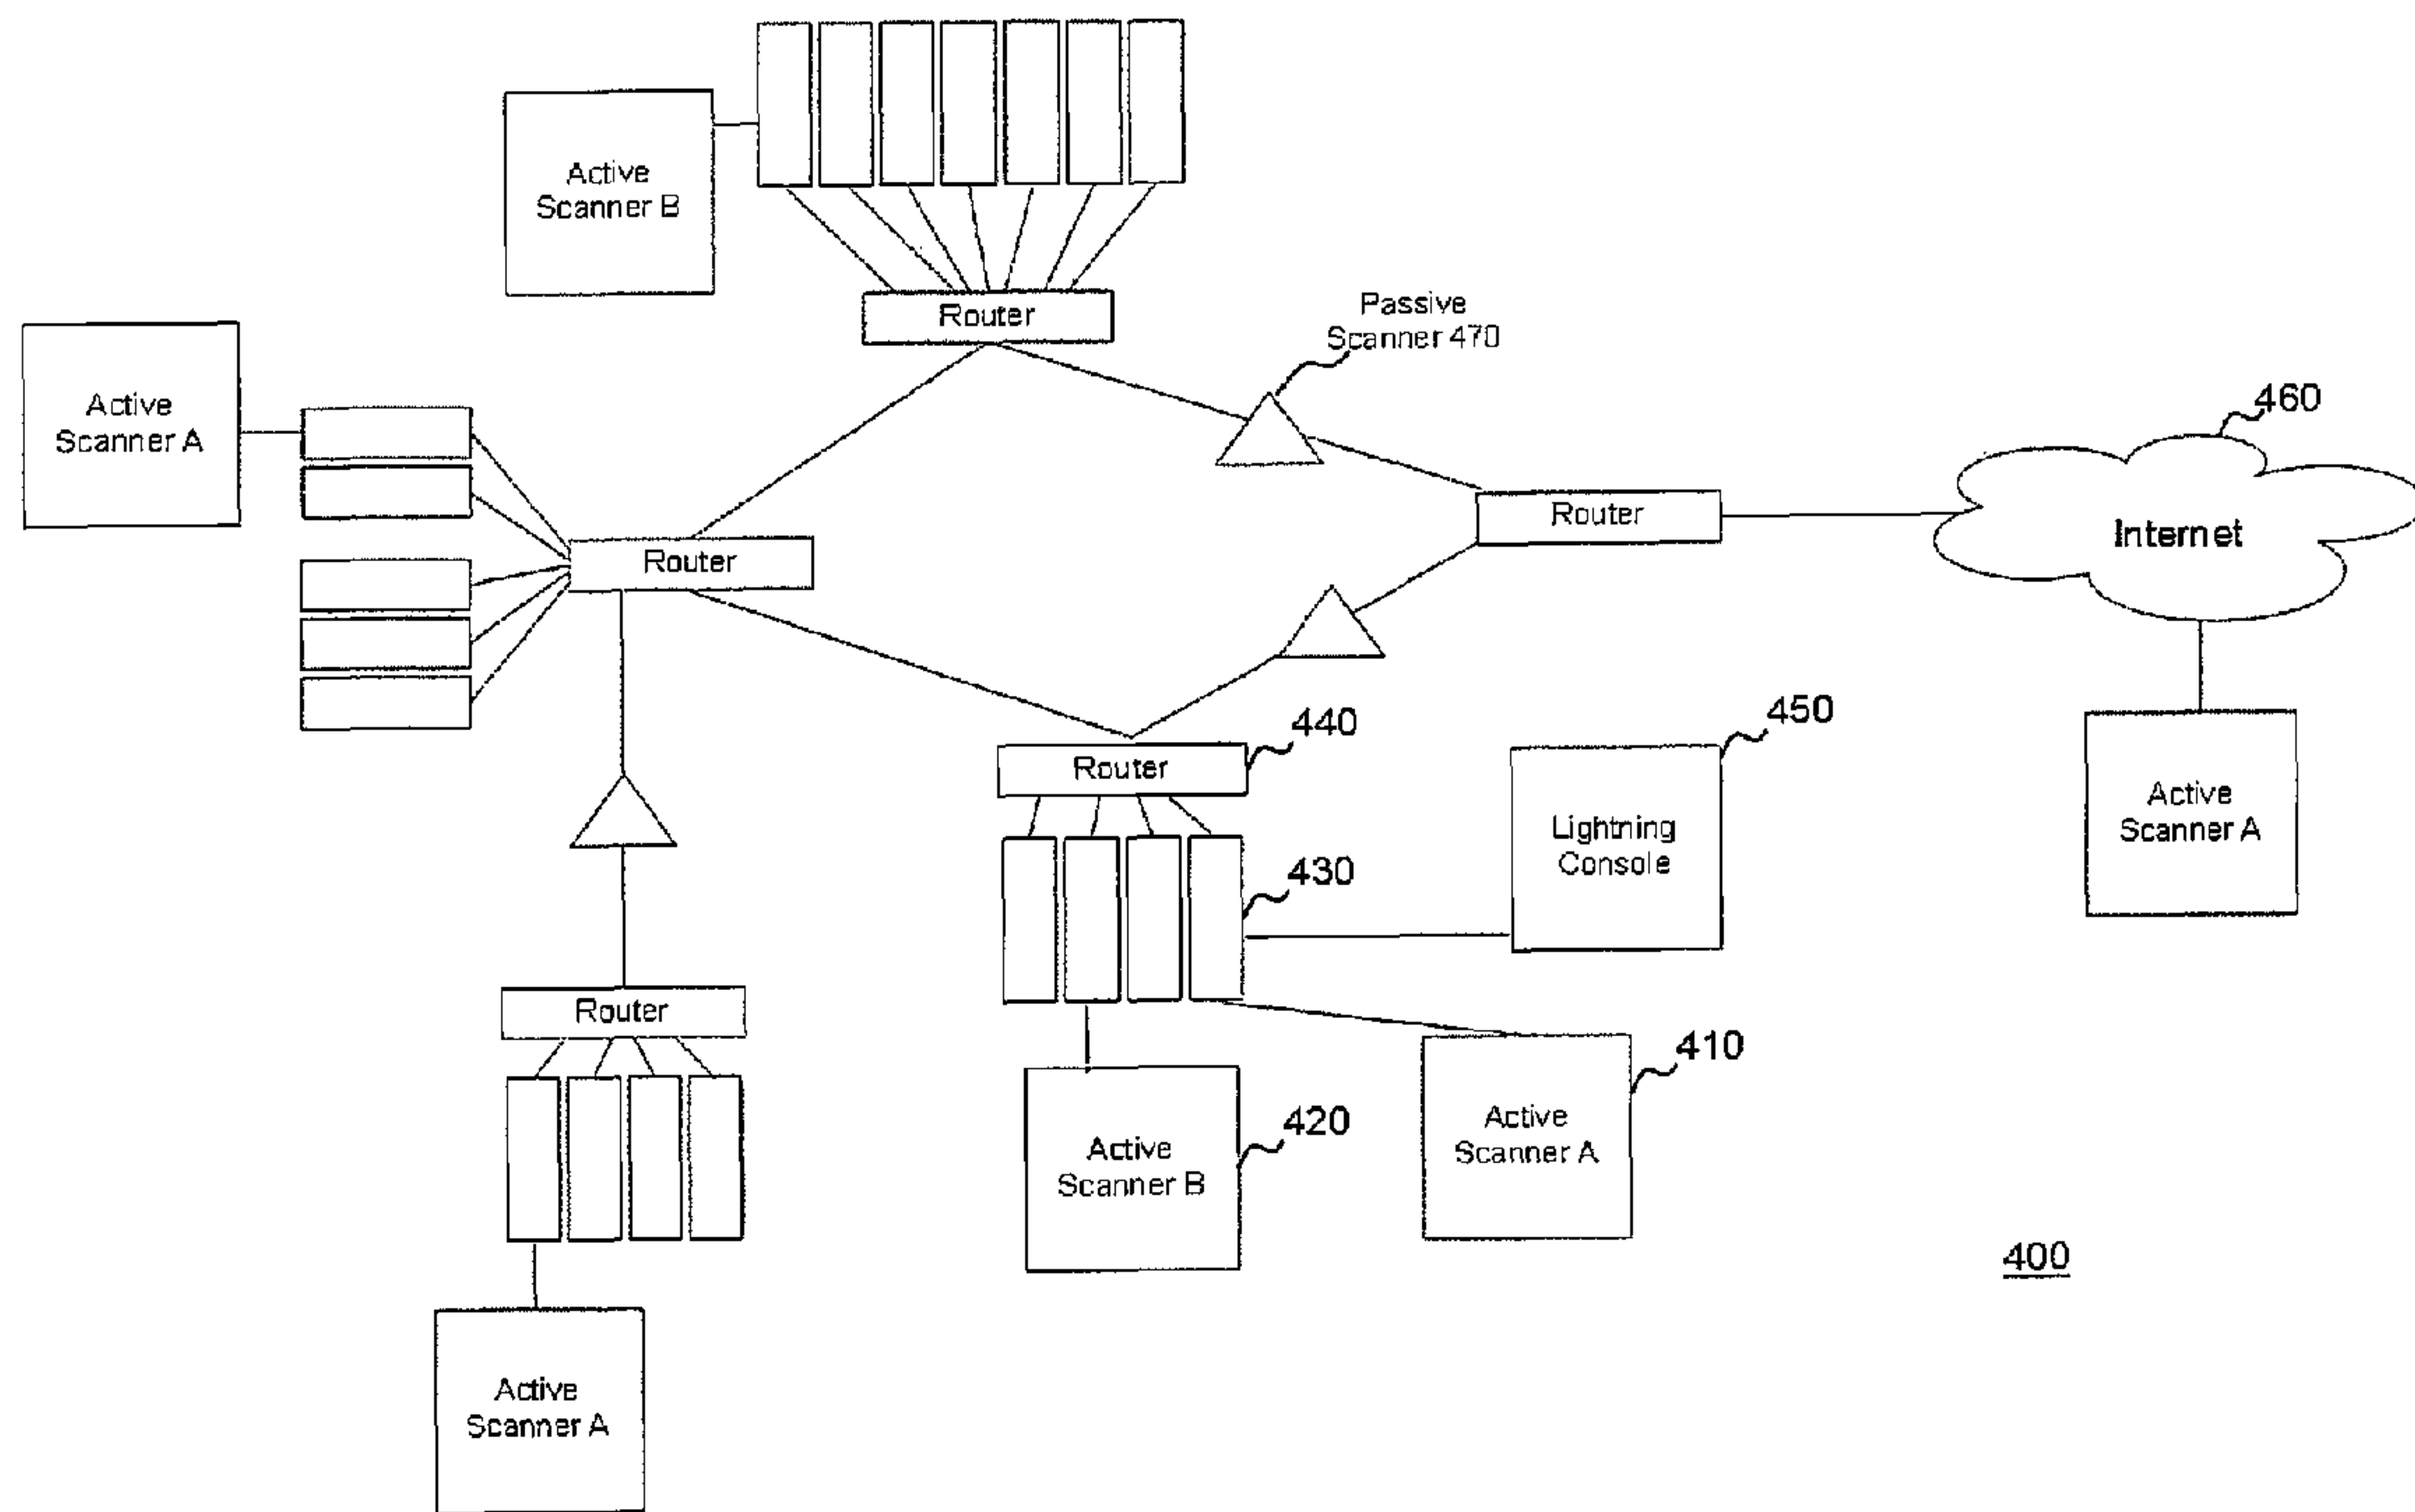 Active
Scanner B
Router
Passive
Scanner 470
Active
Scanner A
460
Router
Internet
Router
440
450
Router
Lightning
Console
Active
Scanner A
430
Router
410
Active
Scanner A
420
Active
Scanner B
400
Active
Scanner A